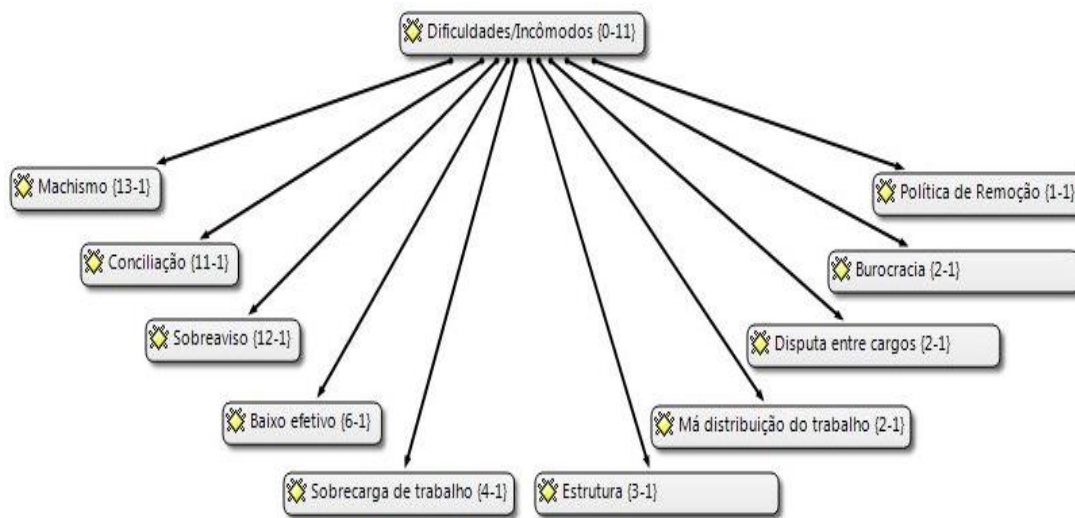 Dificuldades/Incômodos {0-11}
Machismo {13-1}
Política de Remoção {1-1}
Conciliação {11-1}
Burocracia {2-1}
Sobreaviso {12-1}
Disputa entre cargos {2-1}
Baixo efetivo {6-1}
Má distribuição do trabalho {2-1}
Sobrecarga de trabalho {4-1}
Estrutura {3-1}